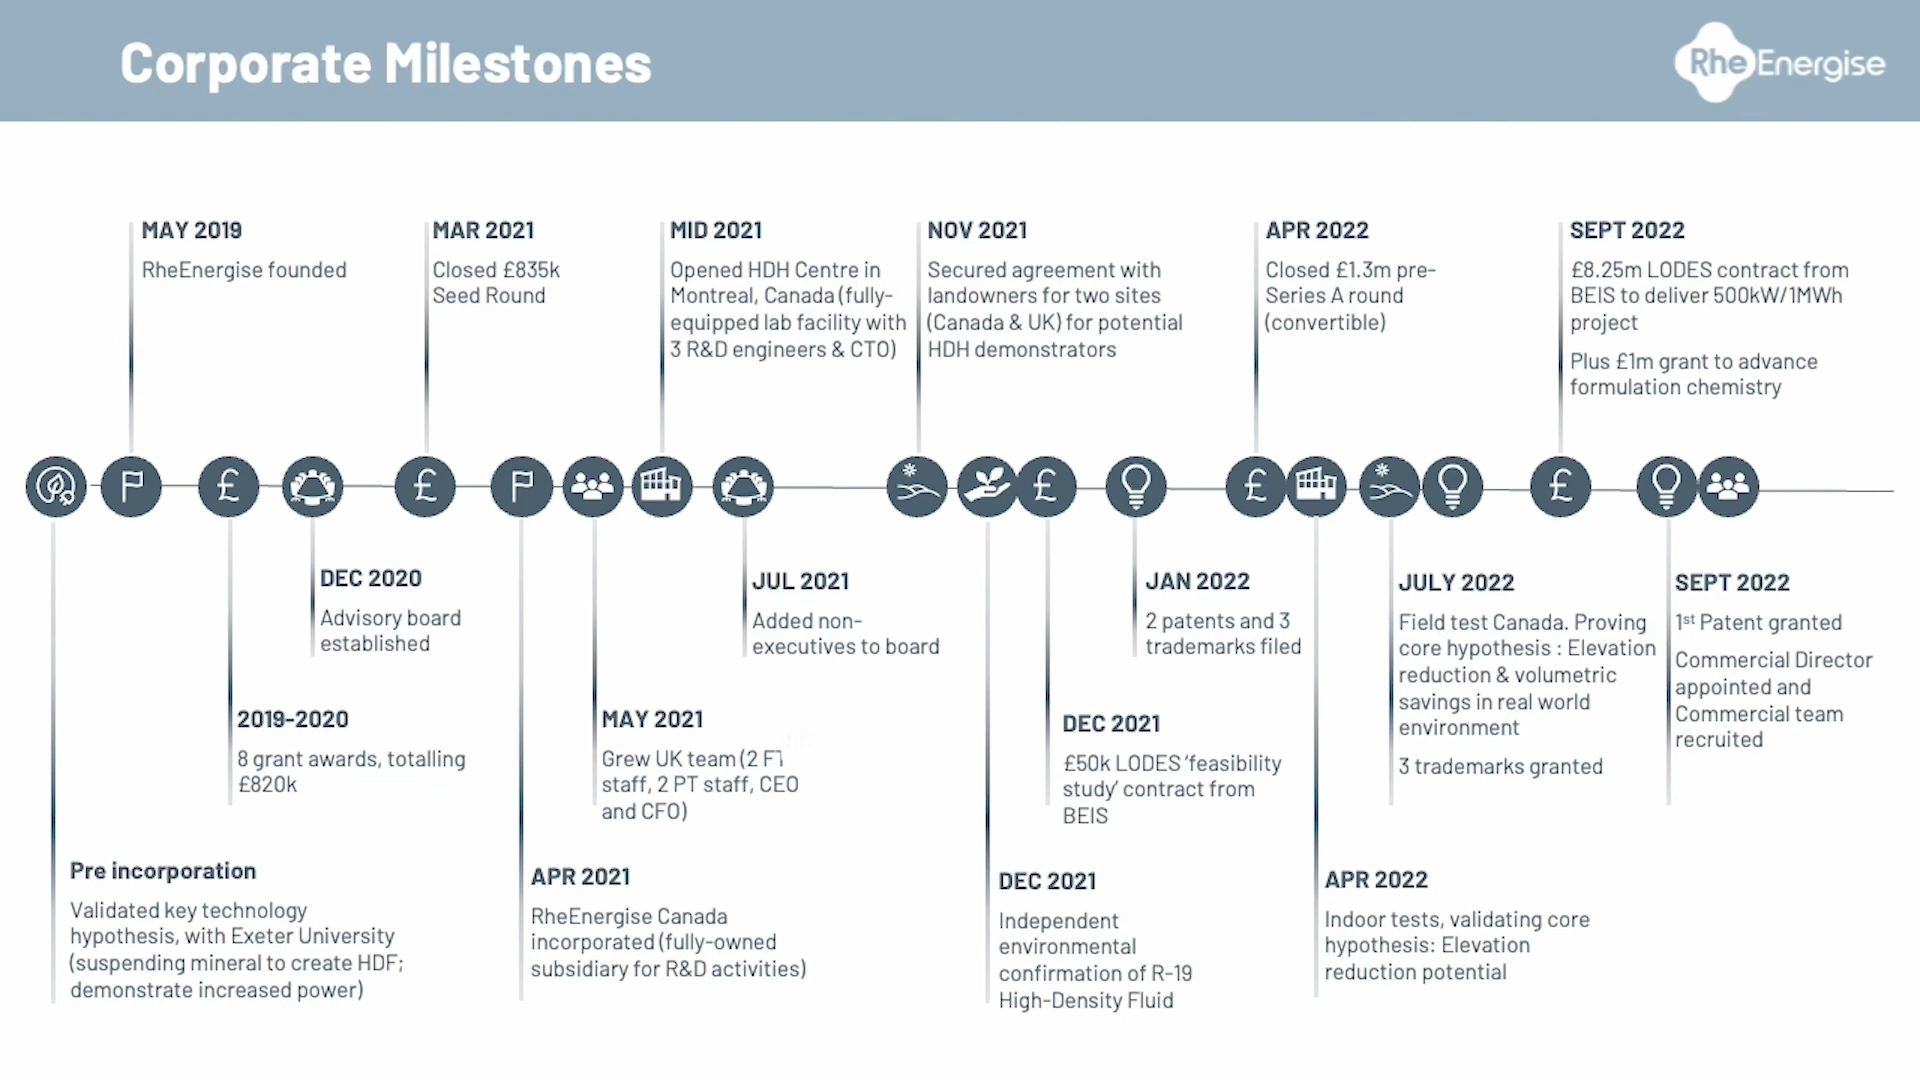 Corporate Milestones
RheEnergise
MAY 2019
RheEnergise founded
MAR 2021
Closed £835k
Seed Round
MID 2021
Opened HDH Centre in
Montreal, Canada (fully-
equipped lab facility with
3 R&D engineers & CTO)
NOV 2021
Secured agreement with
landowners for two sites
(Canada & UK) for potential
HDH demonstrators
APR 2022
Closed £1.3m pre-
Series A round
(convertible)
SEPT 2022
£8.25m LODES contract from
BEIS to deliver 500kW/1MWh
project
Plus £1m grant to advance
formulation chemistry
£
£
£
£
£
DEC 2020
Advisory board
established
JUL 2021
Added non-
executives to board
JAN 2022
2 patents and 3
trademarks filed
JULY 2022
Field test Canada. Proving
core hypothesis : Elevation
reduction & volumetric
savings in real world
environment
3 trademarks granted
SEPT 2022
1st Patent granted
Commercial Director
appointed and
Commercial team
recruited
2019-2020
8 grant awards, totalling
£820k
MAY 2021
Grew UK team (2 FT
staff, 2 PT staff, CEO
and CFO)
DEC 2021
£50k LODES ‘feasibility
study’ contract from
BEIS
Pre incorporation
Validated key technology
hypothesis, with Exeter University
(suspending mineral to create HDF;
demonstrate increased power)
APR 2021
RheEnergise Canada
incorporated (fully-owned
subsidiary for R&D activities)
DEC 2021
Independent
environmental
confirmation of R-19
High-Density Fluid
APR 2022
Indoor tests, validating core
hypothesis: Elevation
reduction potential